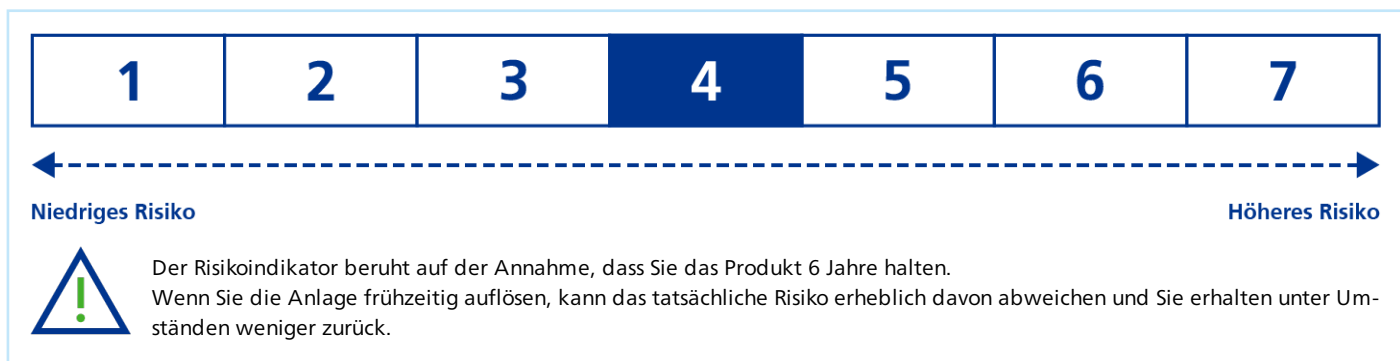 1 2 3 4 5 6 7
Niedriges Risiko Höheres Risiko
Der Risikoindikator beruht auf der Annahme, dass Sie das Produkt 6 Jahre halten.
Wenn Sie die Anlage frühzeitig auflösen, kann das tatsächliche Risiko erheblich davon abweichen und Sie erhalten unter Um-
ständen weniger zurück.